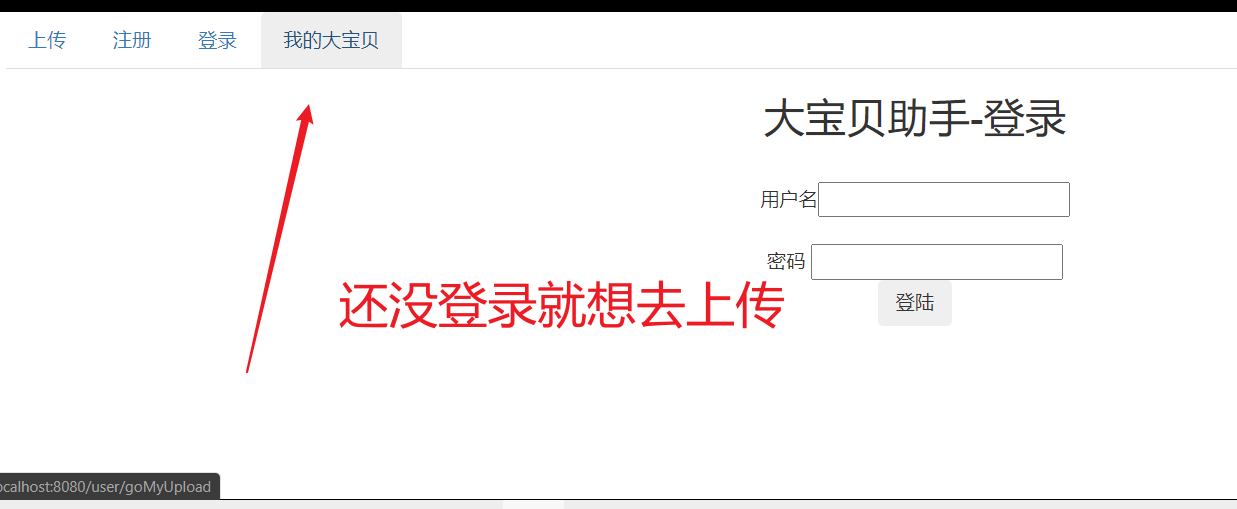 上传 注册 登录 我的大宝贝
大宝贝助手-登录
用户名
密码
还没登录就想去上传
登陆
ocalhost:8080/user/goMyUpload